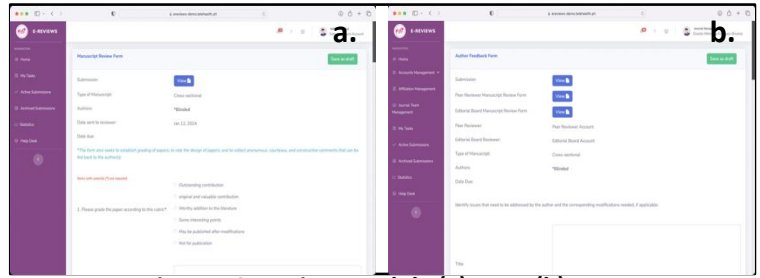 a.
E-REVIEWS
Home
My Tasks
Active Submissions
Archived Submissions
Statistics
Help Desk
Manuscript Review Form
Save as draft
Submission
View
Type of Manuscript
Cross-sectional
Authors
*Blinded
Date sent to reviewer
Jan 12, 2024
Date due
1. Please grade the paper according to this rubric*
Outstanding contribution
original and valuable contribution
Worthy addition to the literature
Some interesting points
May be published after modifications
Not for publication
b.
E-REVIEWS
Home
Accounts Management
Affiliation Management
Journal Team
Management
My Tasks
Active Submissions
Archived Submissions
Statistics
Help Desk
Author Feedback Form
Save as draft
Submission
View
Peer Reviewer Manuscript Review Form
View
Editorial Board Manuscript Review Form
View
Peer Reviewer
Peer Reviewer Account
Editorial Board Reviewer
Editorial Board Account
Type of Manuscript
Cross-sectional
Authors
*Blinded
Date Due
Identify issues that need to be addressed by the author and the corresponding modifications needed, if applicable.
Title